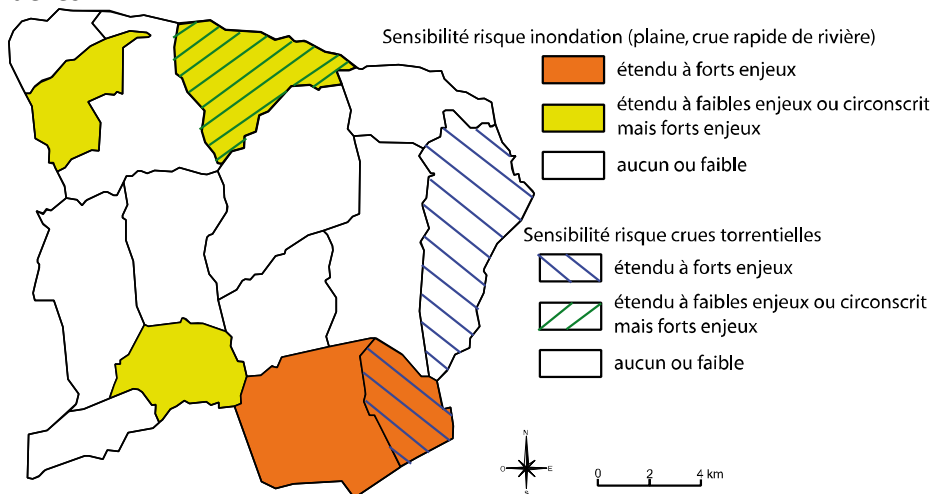 Sensibilité risque inondation (plaine, crue rapide de rivière)
étendu à forts enjeux
étendu à faibles enjeux ou circonscrit
mais forts enjeux
aucun ou faible
Sensibilité risque crues torrentielles
étendu à forts enjeux
étendu à faibles enjeux ou circonscrit
mais forts enjeux
aucun ou faible
N
O E
S
0 2 4 km